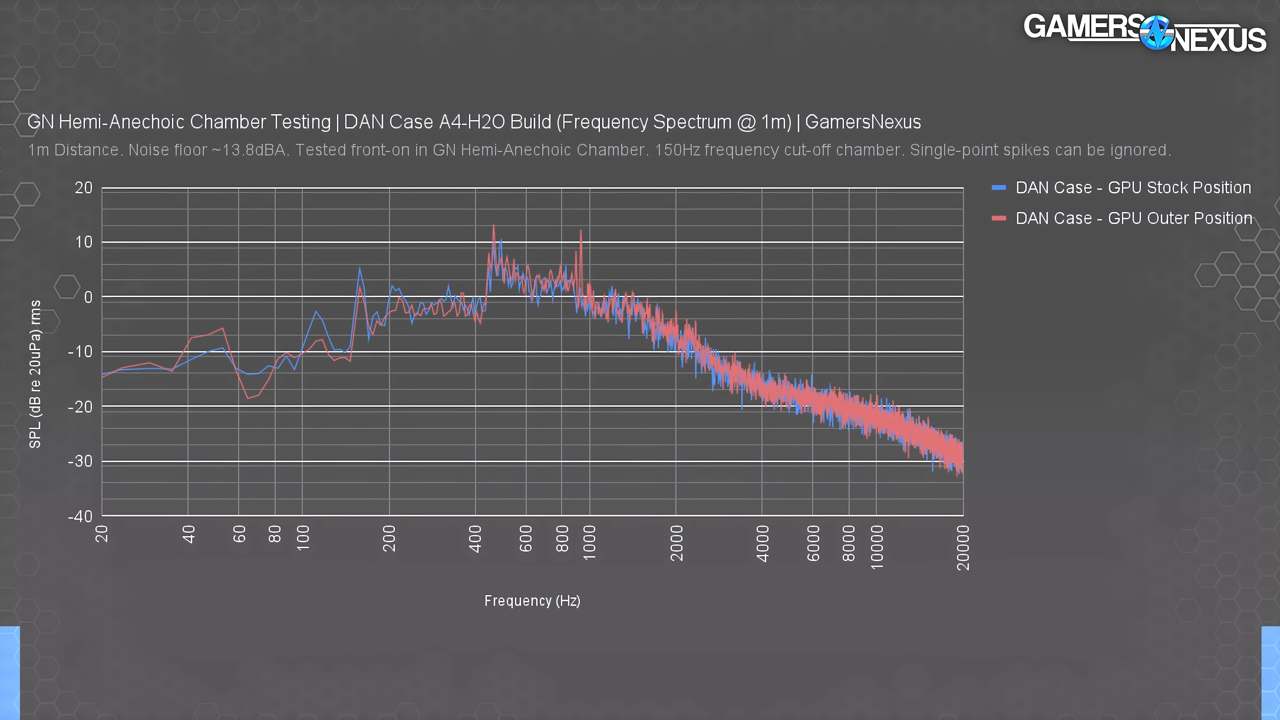 GAMERS NEXUS
GN Hemi-Anechoic Chamber Testing | DAN Case A4-H2O Build (Frequency Spectrum @ 1m) | GamersNexus
1m Distance. Noise floor ~13.8dBA. Tested front-on in GN Hemi-Anechoic Chamber. 150Hz frequency cut-off chamber. Single-point spikes can be ignored.
DAN Case - GPU Stock Position
DAN Case - GPU Outer Position
SPL (dB re 20uPa) rms
20
10
0
-10
-20
-30
-40
20 40 60 80 100 200 400 600 800 1000 2000 4000 6000 8000 10000 20000
Frequency (Hz)